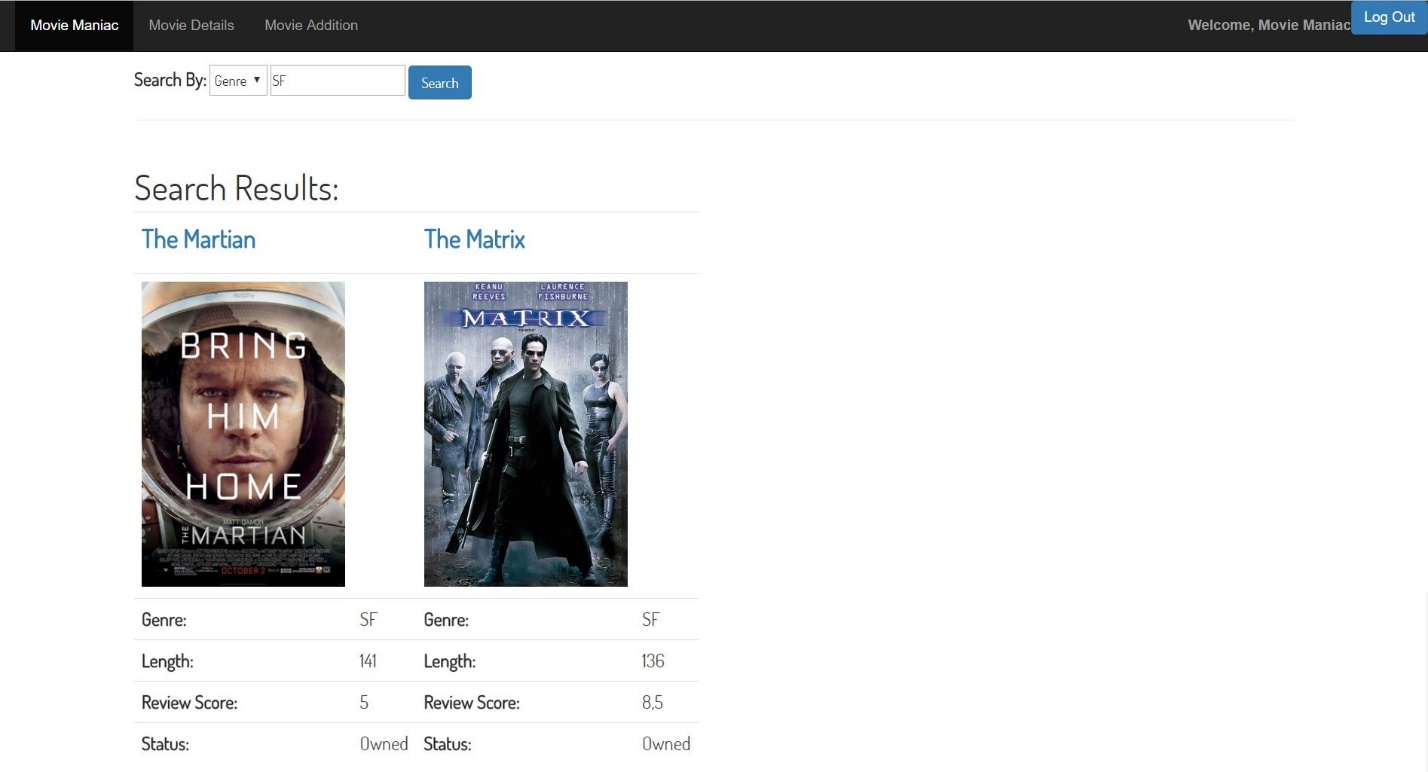 Movie Maniac Movie Details Movie Addition Welcome, Movie Maniac Log Out
Search By: Genre SF Search
Search Results:
The Martian The Matrix
BRING
HIM
HOME
MATT DAMON
THE MARTIAN
OCTOBER 2
KEANU REEVES
LAURENCE FISHBURNE
MATRIX
Genre: SF Genre: SF
Length: 141 Length: 136
Review Score: 5 Review Score: 8,5
Status: Owned Status: Owned